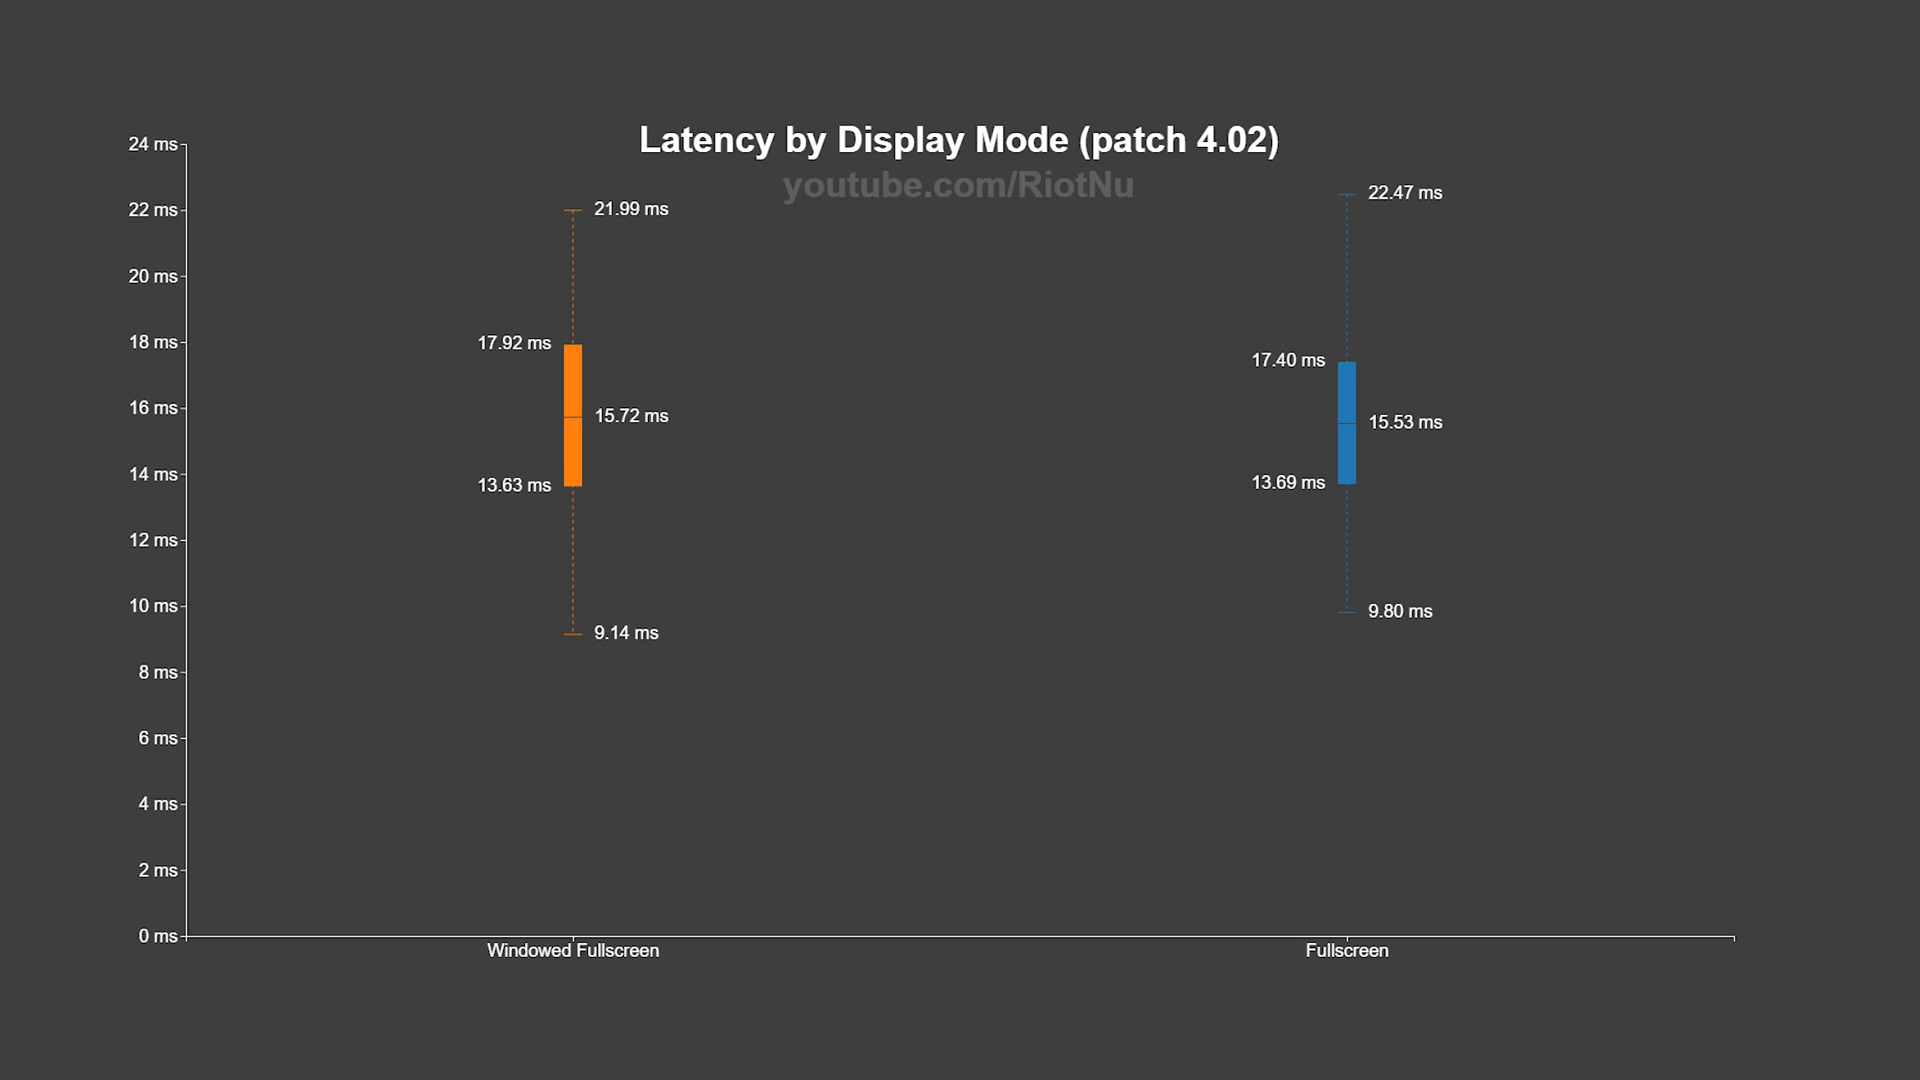 Latency by Display Mode (patch 4.02)
youtube.com/RiotNu
24 ms
22 ms
20 ms
18 ms
16 ms
14 ms
12 ms
10 ms
8 ms
6 ms
4 ms
2 ms
0 ms
21.99 ms
17.92 ms
15.72 ms
13.63 ms
9.14 ms
22.47 ms
17.40 ms
15.53 ms
13.69 ms
9.80 ms
Windowed Fullscreen
Fullscreen